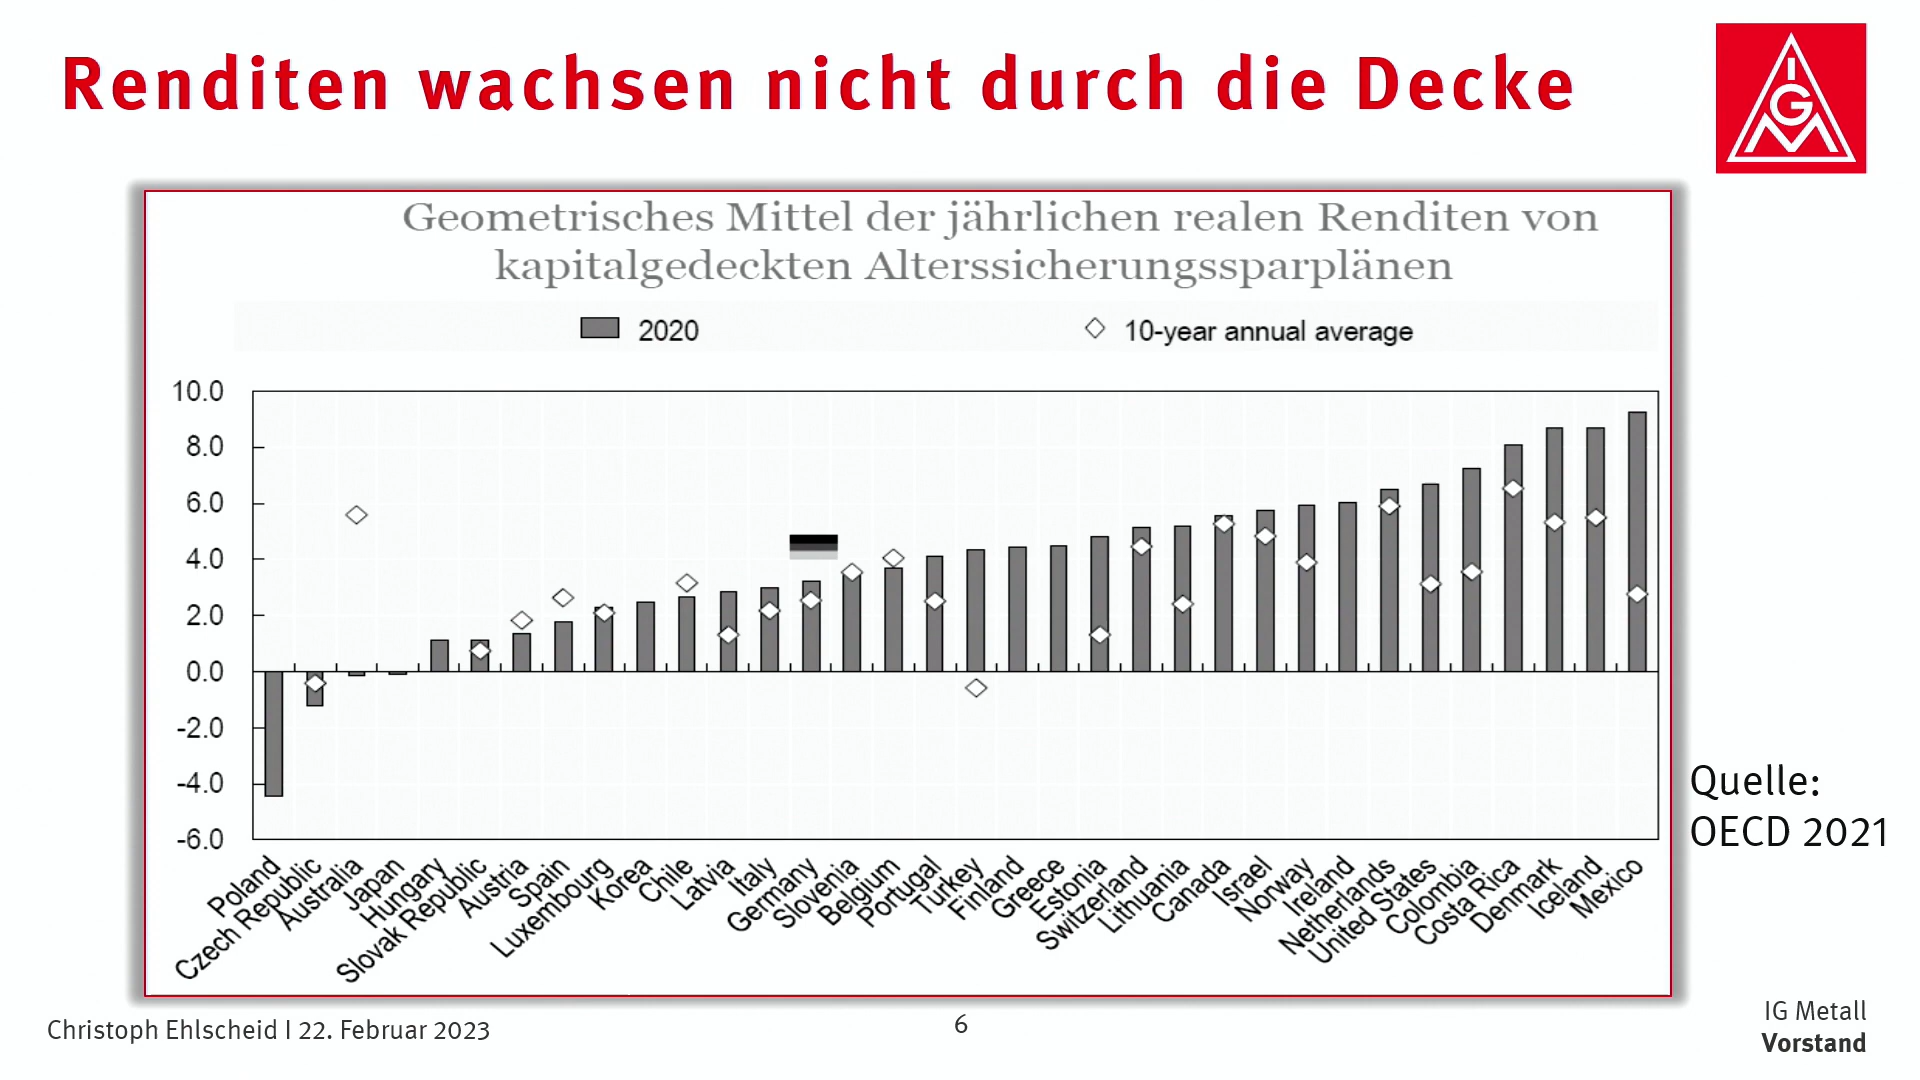 Renditen wachsen nicht durch die Decke
IGM
Geometrisches Mittel der jährlichen realen Renditen von
kapitalgedeckten Alterssicherungssparplänen
2020
10-year annual average
10.0
8.0
6.0
4.0
2.0
0.0
-2.0
-4.0
-6.0
Poland
Czech Republic
Australia
Japan
Hungary
Slovak Republic
Austria
Spain
Luxembourg
Korea
Chile
Latvia
Italy
Germany
Slovenia
Belgium
Portugal
Turkey
Finland
Greece
Estonia
Switzerland
Lithuania
Canada
Israel
Norway
Ireland
Netherlands
United States
Colombia
Costa Rica
Denmark
Iceland
Mexico
Quelle:
OECD 2021
Christoph Ehlscheid I 22. Februar 2023
6
IG Metall
Vorstand